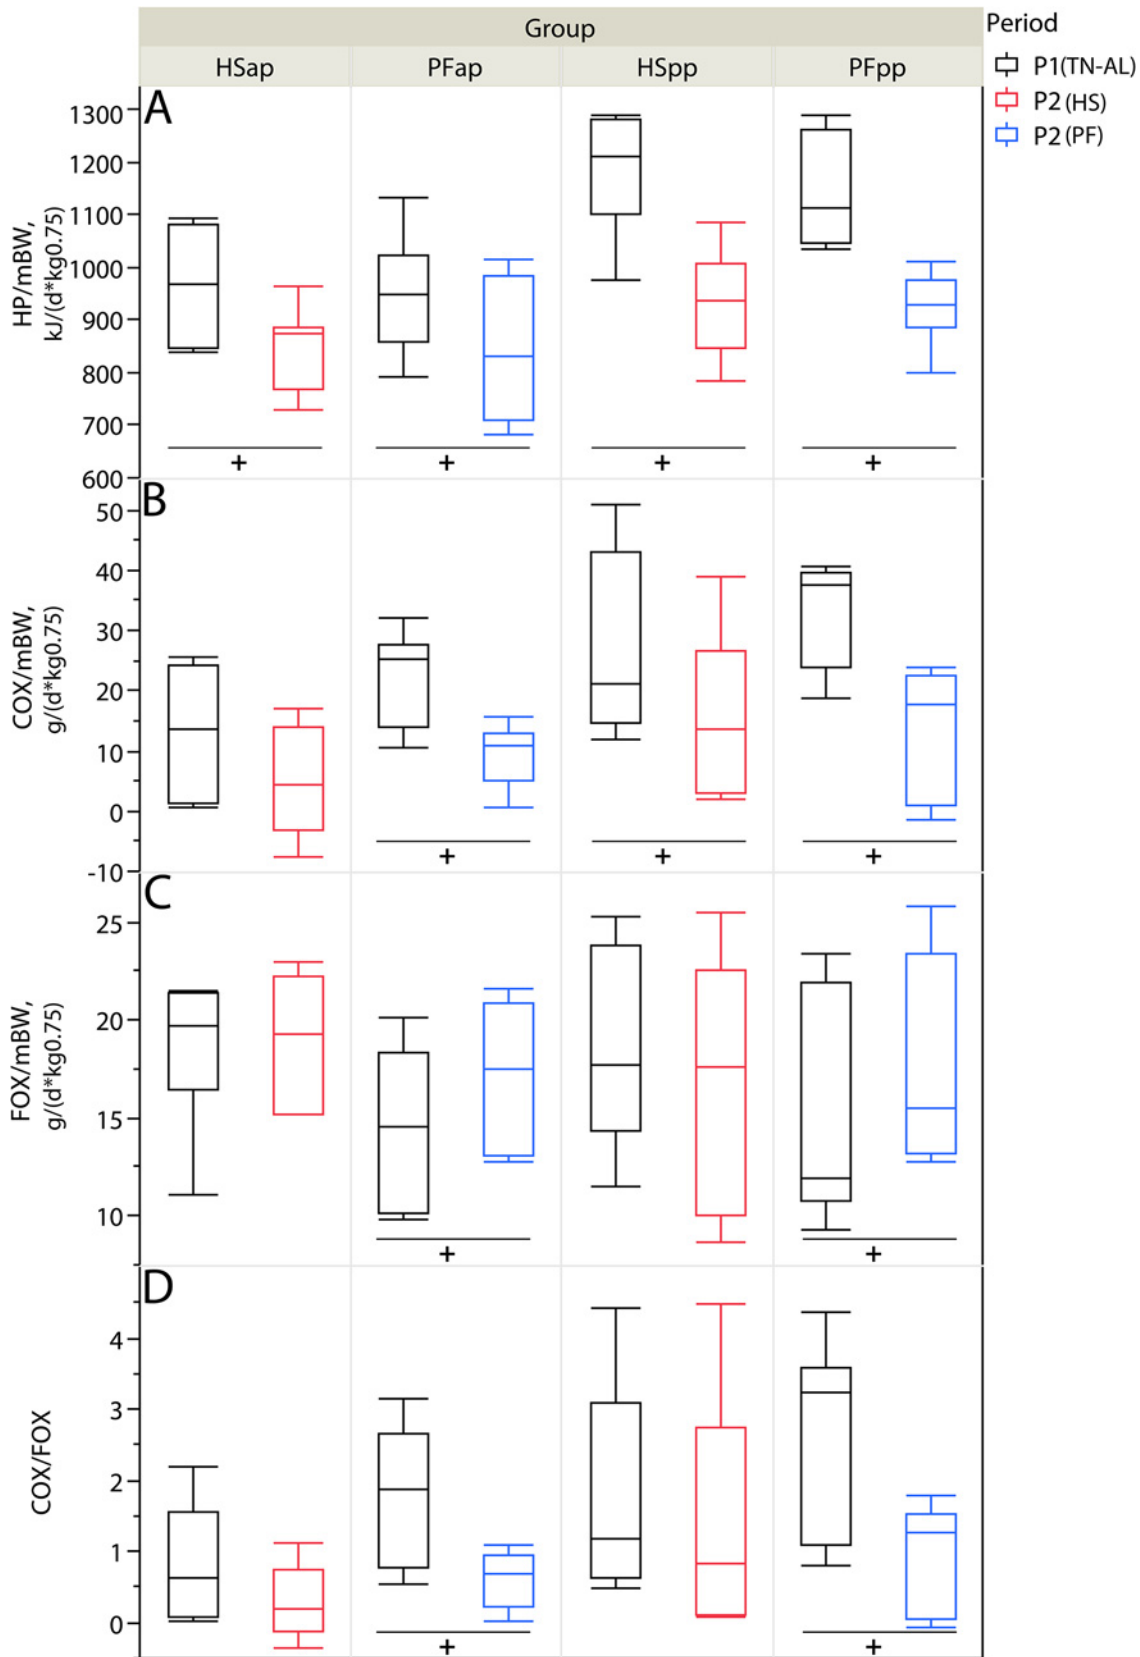 Group
Period
HSap PFap HSpp PFpp
P1(TN-AL)
P2(HS)
P2(PF)
A
HP/mBW,
kJ/(d*kg0.75)
1300
1200
1100
1000
900
800
700
600
+ + + +
B
COX/mBW,
g/(d*kg0.75)
50
40
30
20
10
0
-10
+ + +
C
FOX/mBW,
g/(d*kg0.75)
25
20
15
10
+ +
D
COX/FOX
4
3
2
1
0
+ +